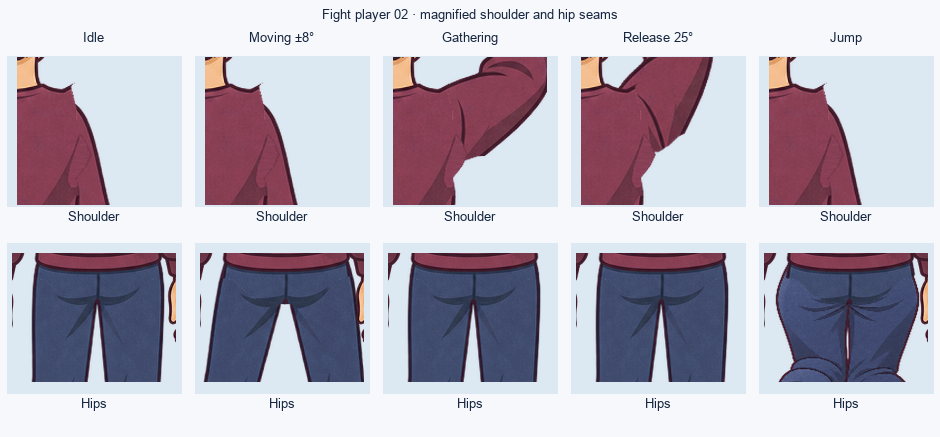 Fight player 02 · magnified shoulder and hip seams
Idle
Moving ±8°
Gathering
Release 25°
Jump
Shoulder
Shoulder
Shoulder
Shoulder
Shoulder
Hips
Hips
Hips
Hips
Hips